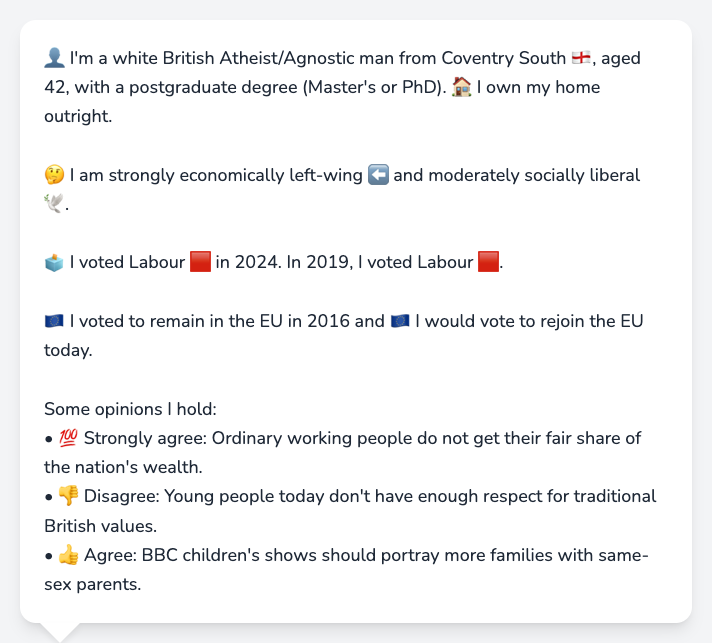 👤 I'm a white British Atheist/Agnostic man from Coventry South 🏴󠁧󠁢󠁥󠁮󠁧󠁿, aged
42, with a postgraduate degree (Master's or PhD). 🏠 I own my home
outright.
🤔 I am strongly economically left-wing ⬅️ and moderately socially liberal
🕊️.
🗳️ I voted Labour 🟥 in 2024. In 2019, I voted Labour 🟥.
🇪🇺 I voted to remain in the EU in 2016 and 🇪🇺 I would vote to rejoin the EU
today.
Some opinions I hold:
• 💯 Strongly agree: Ordinary working people do not get their fair share of
the nation's wealth.
• 👎 Disagree: Young people today don't have enough respect for traditional
British values.
• 👍 Agree: BBC children's shows should portray more families with same-
sex parents.